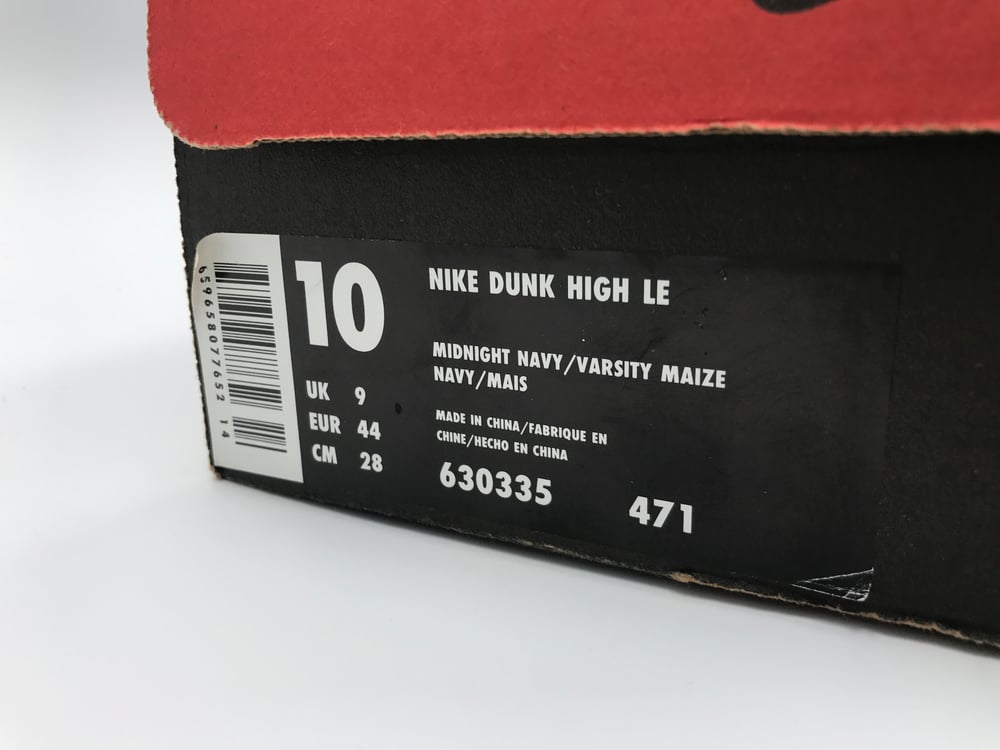 10
NIKE DUNK HIGH LE
MIDNIGHT NAVY/VARSITY MAIZE
NAVY/MAIS
UK 9
EUR 44
CM 28
MADE IN CHINA/FABRIQUE EN
CHINE/HECHO EN CHINA
630335 471
659658077652 14